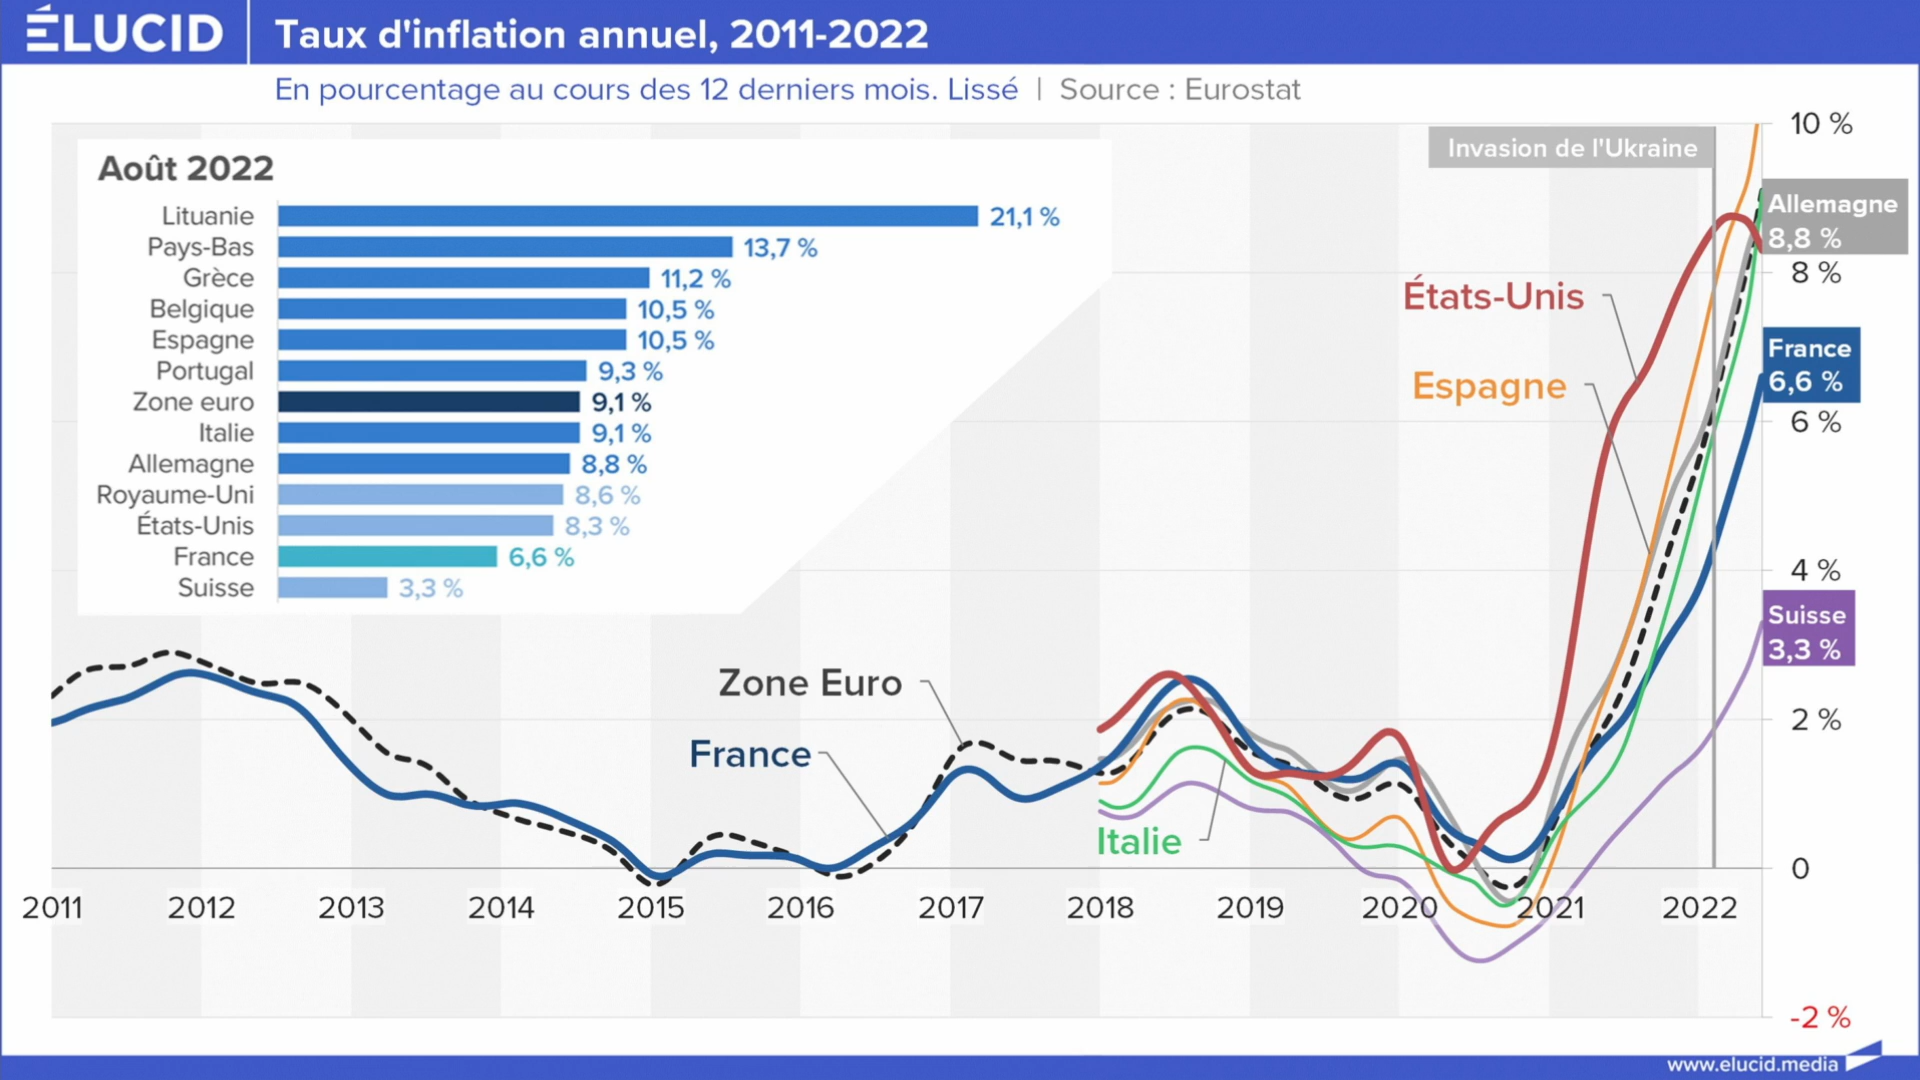 ÉLUCID
Taux d'inflation annuel, 2011-2022
En pourcentage au cours des 12 derniers mois. Lissé | Source : Eurostat
Août 2022
Lituanie 21,1 %
Pays-Bas 13,7 %
Grèce 11,2 %
Belgique 10,5 %
Espagne 10,5 %
Portugal 9,3 %
Zone euro 9,1 %
Italie 9,1 %
Allemagne 8,8 %
Royaume-Uni 8,6 %
États-Unis 8,3 %
France 6,6 %
Suisse 3,3 %
Invasion de l'Ukraine
États-Unis
Espagne
Zone Euro
France
Italie
10 %
Allemagne
8,8 %
8 %
France
6,6 %
6 %
4 %
Suisse
3,3 %
2 %
0
-2 %
2011 2012 2013 2014 2015 2016 2017 2018 2019 2020 2021 2022
www.elucid.media